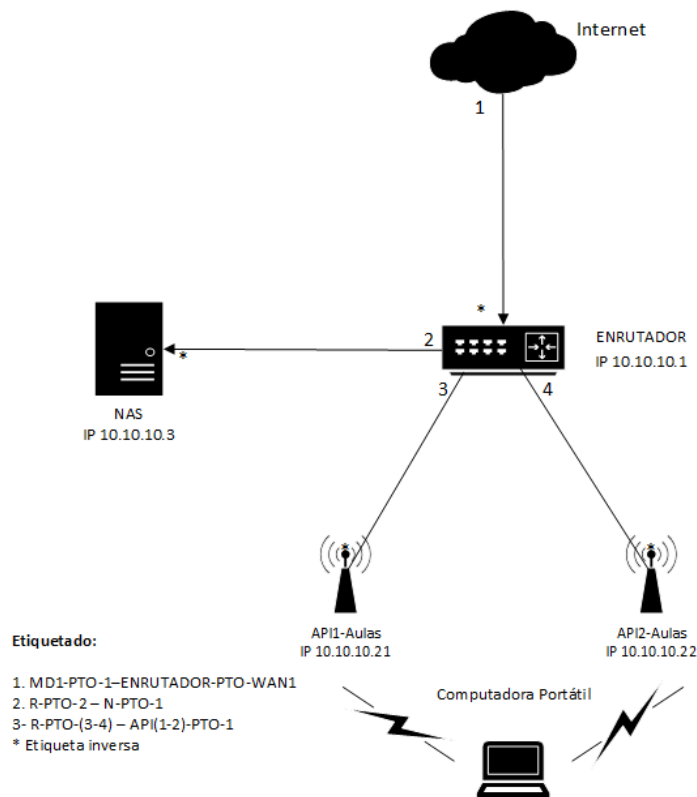 Internet
1
*
2
*
ENRUTADOR
IP 10.10.10.1
3
4
NAS
IP 10.10.10.3
*
*
API1-Aulas
IP 10.10.10.21
API2-Aulas
IP 10.10.10.22
Etiquetado:
1. MD1-PTO-1–ENRUTADOR-PTO-WAN1
2. R-PTO-2 – N-PTO-1
3- R-PTO-(3-4) – API(1-2)-PTO-1
* Etiqueta inversa
Computadora Portátil